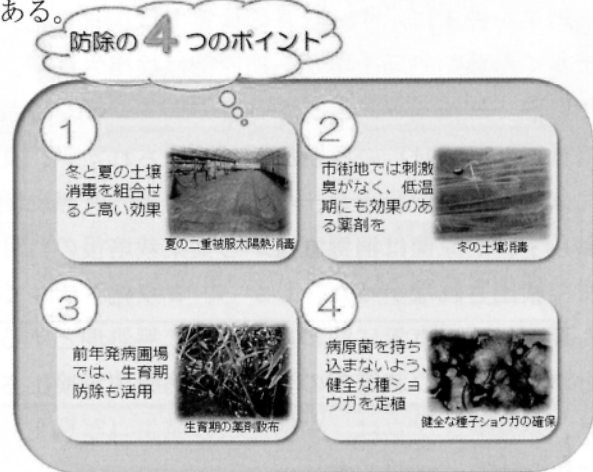 ある。
防除の4つのポイント
1
冬と夏の土壌
消毒を組合せ
ると高い効果
夏の二重被服太陽熱消毒
2
市街地では刺激
臭がなく、低温
期にも効果のあ
る薬剤を
冬の土壌消毒
3
前年発病圃場
では、生育期
防除も活用
生育期の薬剤散布
4
病原菌を持ち
込まないよう、
健全な種ショ
ウガを定植
健全な種子ショウガの確保